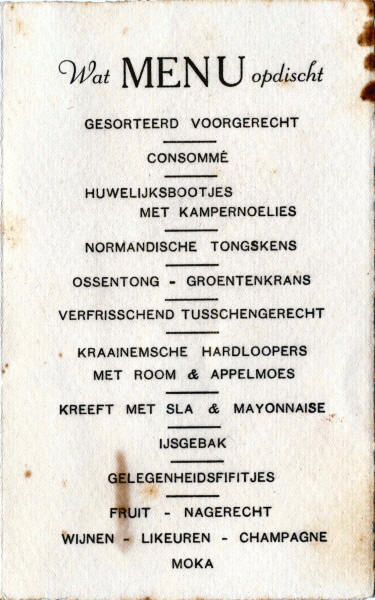 Wat MENU opdischt
GESORTEERD VOORGERECHT
CONSOMMÉ
HUWELIJKSBOOTJES
MET KAMPERNOELIES
NORMANDISCHE TONGSKENS
OSSENTONG - GROENTENKRANS
VERFRISSCHEND TUSSCHENGERECHT
KRAAINEMSCHE HARDLOOPERS
MET ROOM & APPELMOES
KREEFT MET SLA & MAYONNAISE
IJSGEBAK
GELEGENHEIDSFIFITJES
FRUIT - NAGERECHT
WIJNEN - LIKEUREN - CHAMPAGNE
MOKA